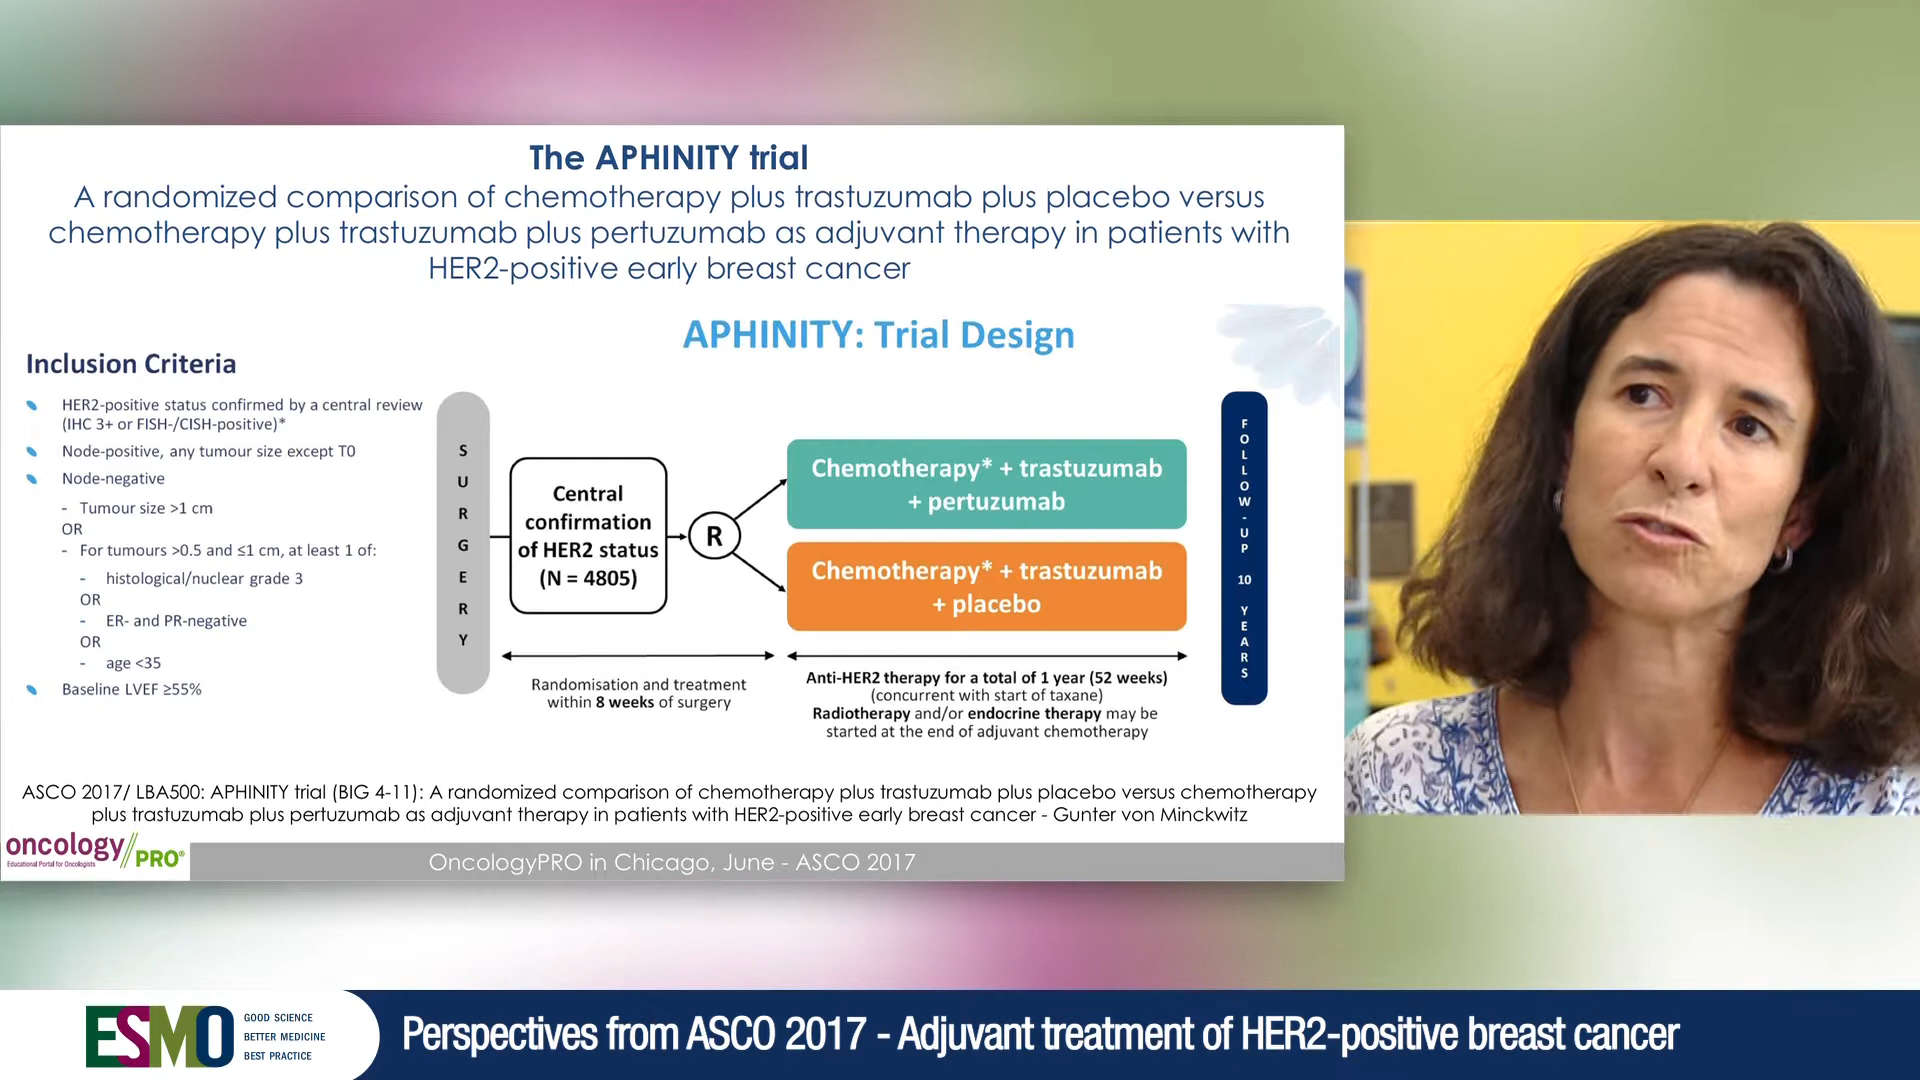 The APHINITY trial
A randomized comparison of chemotherapy plus trastuzumab plus placebo versus
chemotherapy plus trastuzumab plus pertuzumab as adjuvant therapy in patients with
HER2-positive early breast cancer
APHINITY: Trial Design
Inclusion Criteria
HER2-positive status confirmed by a central review
(IHC 3+ or FISH-/CISH-positive)*
Node-positive, any tumour size except T0
Node-negative
- Tumour size >1 cm
OR
- For tumours >0.5 and ≤1 cm, at least 1 of:
- histological/nuclear grade 3
OR
- ER- and PR-negative
OR
- age <35
Baseline LVEF ≥55%
SURGERY
Central
confirmation
of HER2 status
(N = 4805)
R
Chemotherapy* + trastuzumab
+ pertuzumab
Chemotherapy* + trastuzumab
+ placebo
FOLLOW-UP 10 YEARS
Randomisation and treatment
within 8 weeks of surgery
Anti-HER2 therapy for a total of 1 year (52 weeks)
(concurrent with start of taxane)
Radiotherapy and/or endocrine therapy may be
started at the end of adjuvant chemotherapy
ASCO 2017/ LBA500: APHINITY trial (BIG 4-11): A randomized comparison of chemotherapy plus trastuzumab plus placebo versus chemotherapy
plus trastuzumab plus pertuzumab as adjuvant therapy in patients with HER2-positive early breast cancer - Gunter von Minckwitz
oncology//PRO®
Educational Portal for Oncologists
OncologyPRO in Chicago, June - ASCO 2017
ESMO
GOOD SCIENCE
BETTER MEDICINE
BEST PRACTICE
Perspectives from ASCO 2017 - Adjuvant treatment of HER2-positive breast cancer